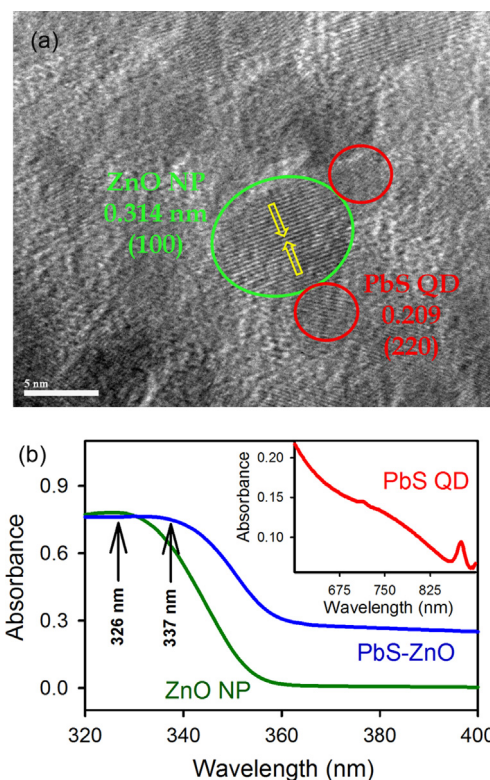 (a)
ZnO NP
0.314 nm
(100)
PbS QD
0.209
(220)
5 nm
(b)
Absorbance
0.9
0.6
0.3
0.0
326 nm
337 nm
ZnO NP
PbS-ZnO
320
340
360
380
400
Wavelength (nm)
Absorbance
0.20
0.15
0.10
PbS QD
675
750
825
Wavelength (nm)